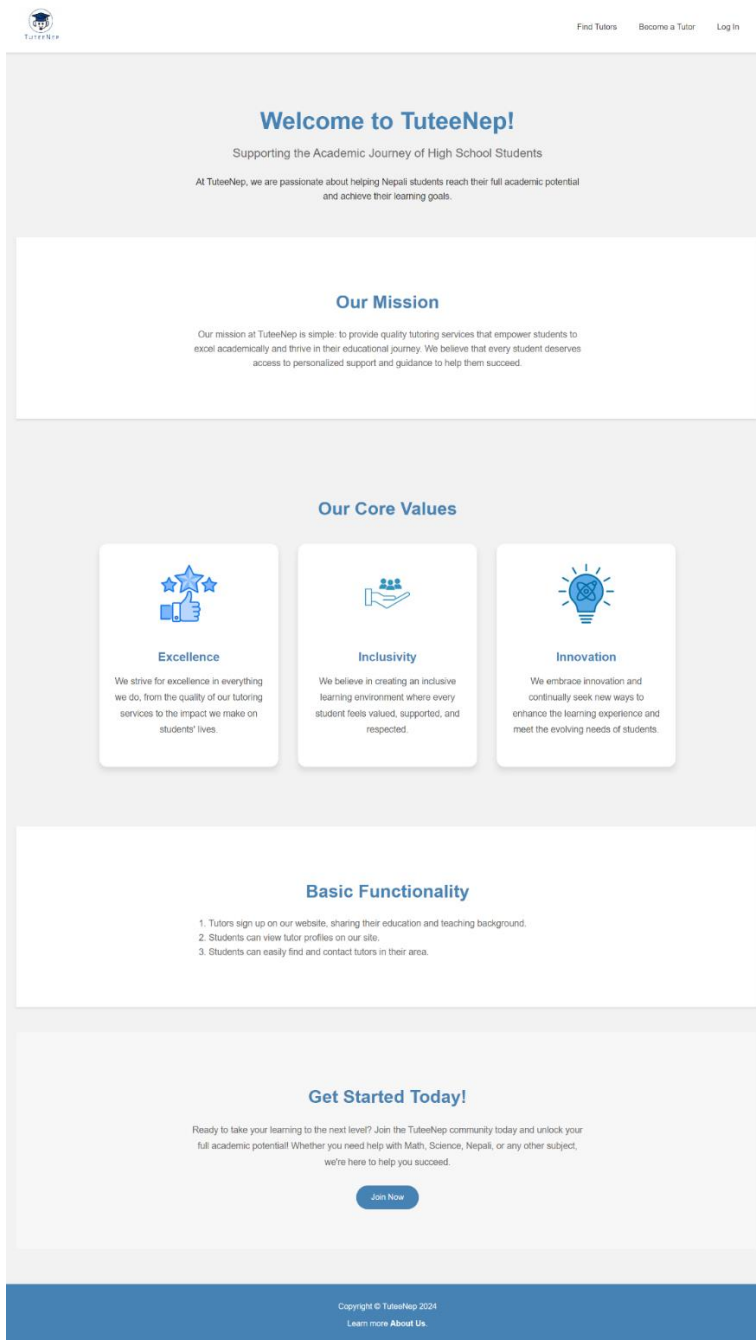 TUTEENEP
Find Tutors Become a Tutor Log In
Welcome to TuteeNep!
Supporting the Academic Journey of High School Students
At TuteeNep, we are passionate about helping Nepali students reach their full academic potential
and achieve their learning goals.
Our Mission
Our mission at TuteeNep is simple: to provide quality tutoring services that empower students to
excel academically and thrive in their educational journey. We believe that every student deserves
access to personalized support and guidance to help them succeed.
Our Core Values
Excellence
We strive for excellence in everything
we do, from the quality of our tutoring
services to the impact we make on
students' lives.
Inclusivity
We believe in creating an inclusive
learning environment where every
student feels valued, supported, and
respected.
Innovation
We embrace innovation and
continually seek new ways to
enhance the learning experience and
meet the evolving needs of students.
Basic Functionality
1. Tutors sign up on our website, sharing their education and teaching background.
2. Students can view tutor profiles on our site.
3. Students can easily find and contact tutors in their area.
Get Started Today!
Ready to take your learning to the next level? Join the TuteeNep community today and unlock your
full academic potential! Whether you need help with Math, Science, Nepali, or any other subject,
we're here to help you succeed.
Join Now
Copyright © TuteeNep 2024
Learn more About Us.